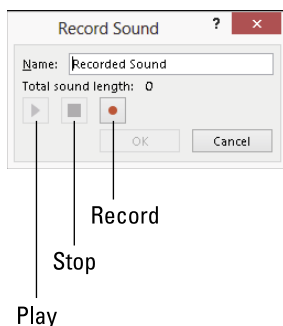 Record Sound ? ×
Name: Recorded Sound
Total sound length: 0
OK Cancel
Record
Stop
Play